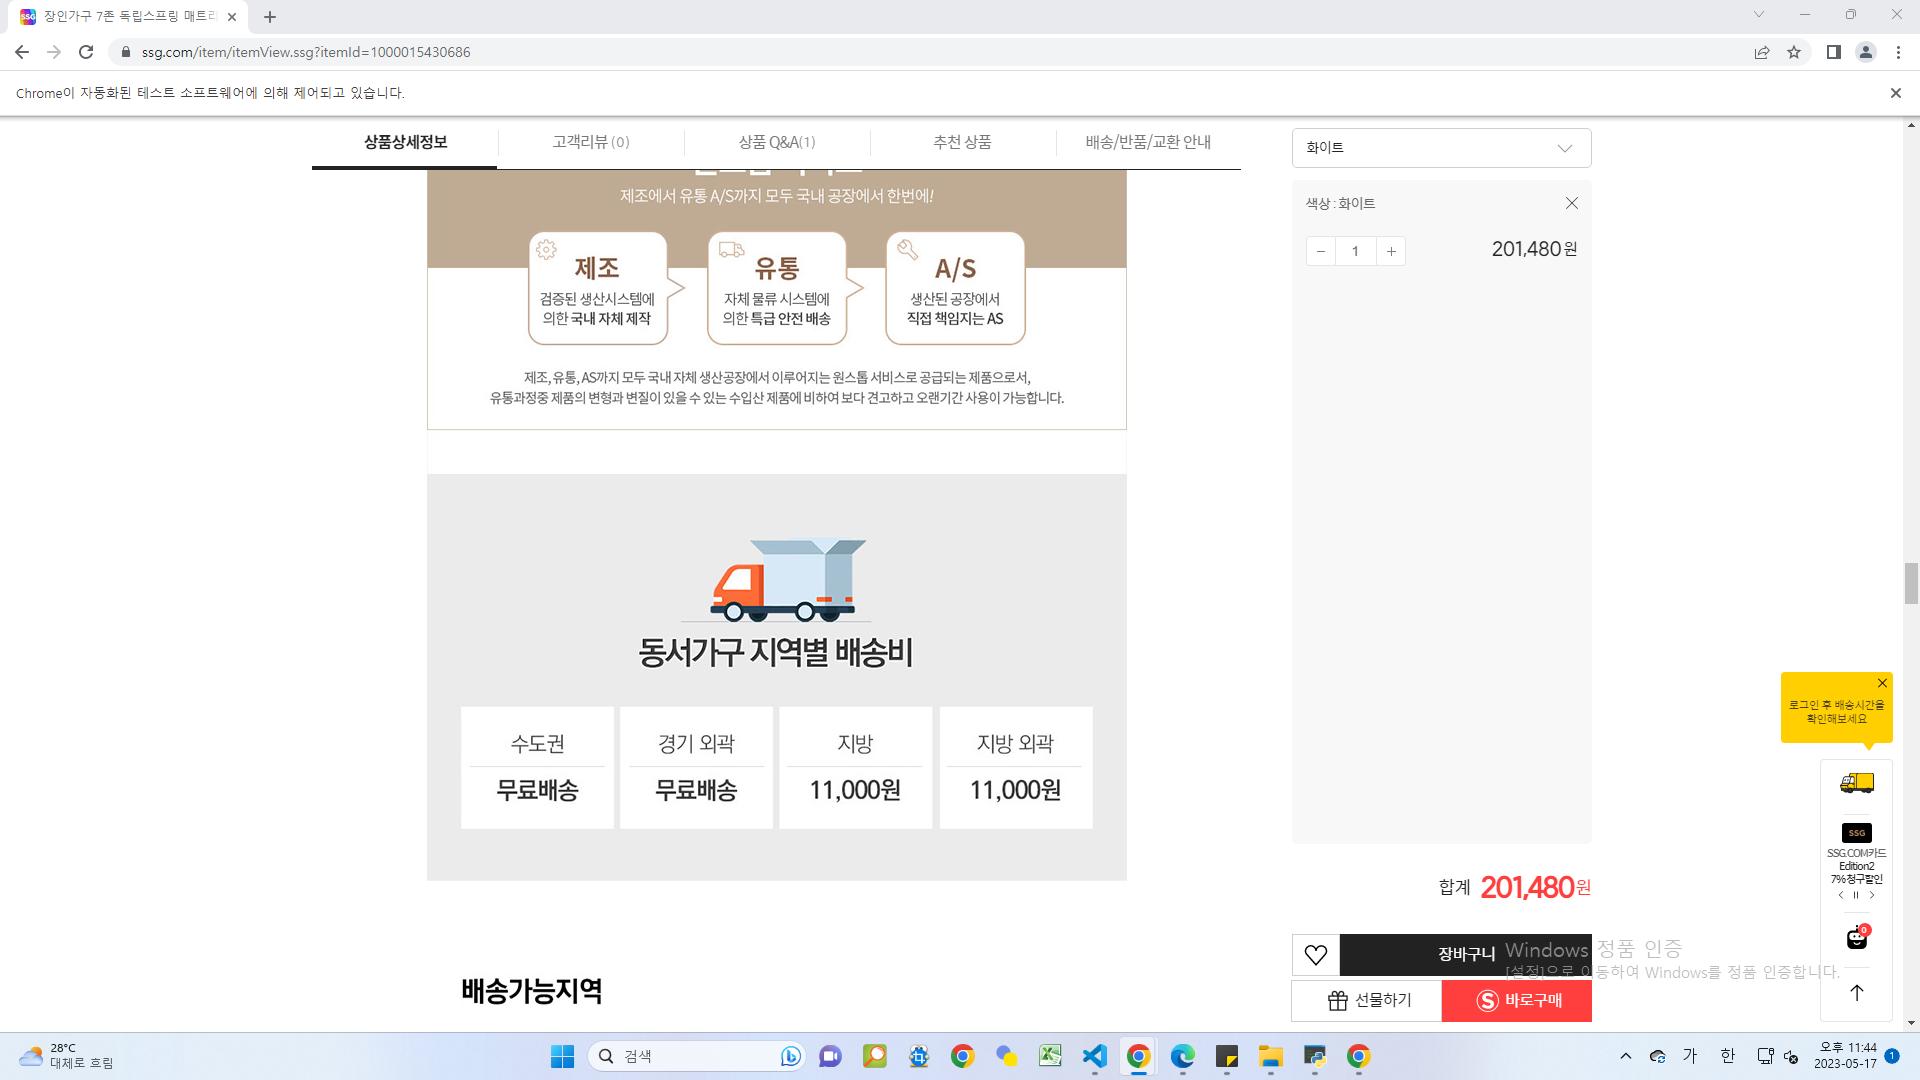 장인가구 7존 독립스프링 매트리
ssg.com/item/itemView.ssg?itemId=1000015430686
Chrome이 자동화된 테스트 소프트웨어에 의해 제어되고 있습니다.
상품상세정보
고객리뷰 (0)
상품 Q&A(1)
추천 상품
배송/반품/교환 안내
제조에서 유통 A/S까지 모두 국내 공장에서 한번에!
제조
검증된 생산시스템에
의한 국내 자체 제작
유통
자체 물류 시스템에
의한 특급 안전 배송
A/S
생산된 공장에서
직접 책임지는 AS
제조, 유통, AS까지 모두 국내 자체 생산공장에서 이루어지는 원스톱 서비스로 공급되는 제품으로서,
유통과정중 제품의 변형과 변질이 있을 수 있는 수입산 제품에 비하여 보다 견고하고 오랜기간 사용이 가능합니다.
동서가구 지역별 배송비
수도권
무료배송
경기 외곽
무료배송
지방
11,000원
지방 외곽
11,000원
배송가능지역
화이트
색상 : 화이트
1
201,480원
합계 201,480원
장바구니
선물하기
바로구매
Windows 정품 인증
[설정]으로 이동하여 Windows를 정품 인증합니다.
로그인 후 배송시간을
확인해보세요
SSG
SSG.COM카드
Edition2
7% 청구할인
0
28°C
대체로 흐림
검색
가
한
오후 11:44
2023-05-17
1